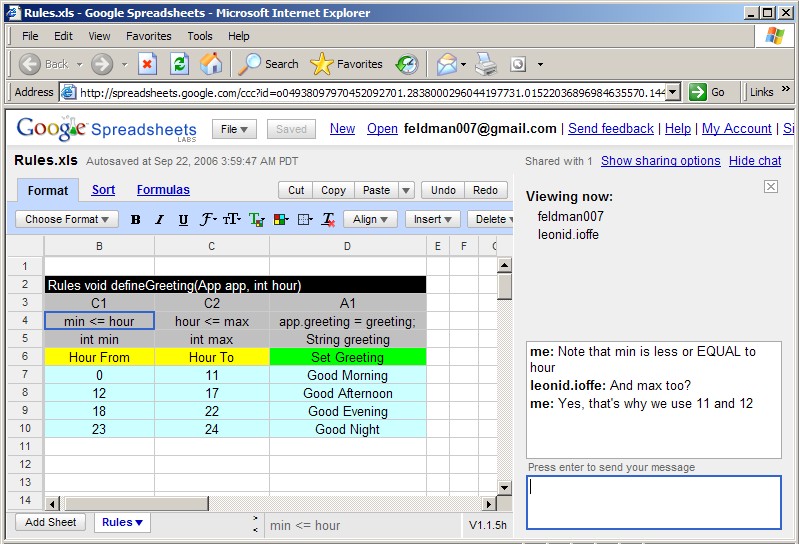 Rules.xls - Google Spreadsheets - Microsoft Internet Explorer
File Edit View Favorites Tools Help
Back Search Favorites
Address http://spreadsheets.google.com/ccc?id=o04938097970452092701.2838000296044197731.01522036896984635570.144 Go Links »
Google Spreadsheets LABS File Saved New Open feldman007@gmail.com | Send feedback | Help | My Account | Si
Rules.xls Autosaved at Sep 22, 2006 3:59:47 AM PDT Shared with 1 Show sharing options Hide chat
Format Sort Formulas Cut Copy Paste Undo Redo
Choose Format B I U F TT T Align Insert Delete
B C D E F
1
2 Rules void defineGreeting(App app, int hour)
3 C1 C2 A1
4 min <= hour hour <= max app.greeting = greeting;
5 int min int max String greeting
6 Hour From Hour To Set Greeting
7 0 11 Good Morning
8 12 17 Good Afternoon
9 18 22 Good Evening
10 23 24 Good Night
11
12
13
14
Add Sheet Rules min <= hour V1.1.5h
Viewing now:
feldman007
leonid.ioffe
me: Note that min is less or EQUAL to
hour
leonid.ioffe: And max too?
me: Yes, that's why we use 11 and 12
Press enter to send your message